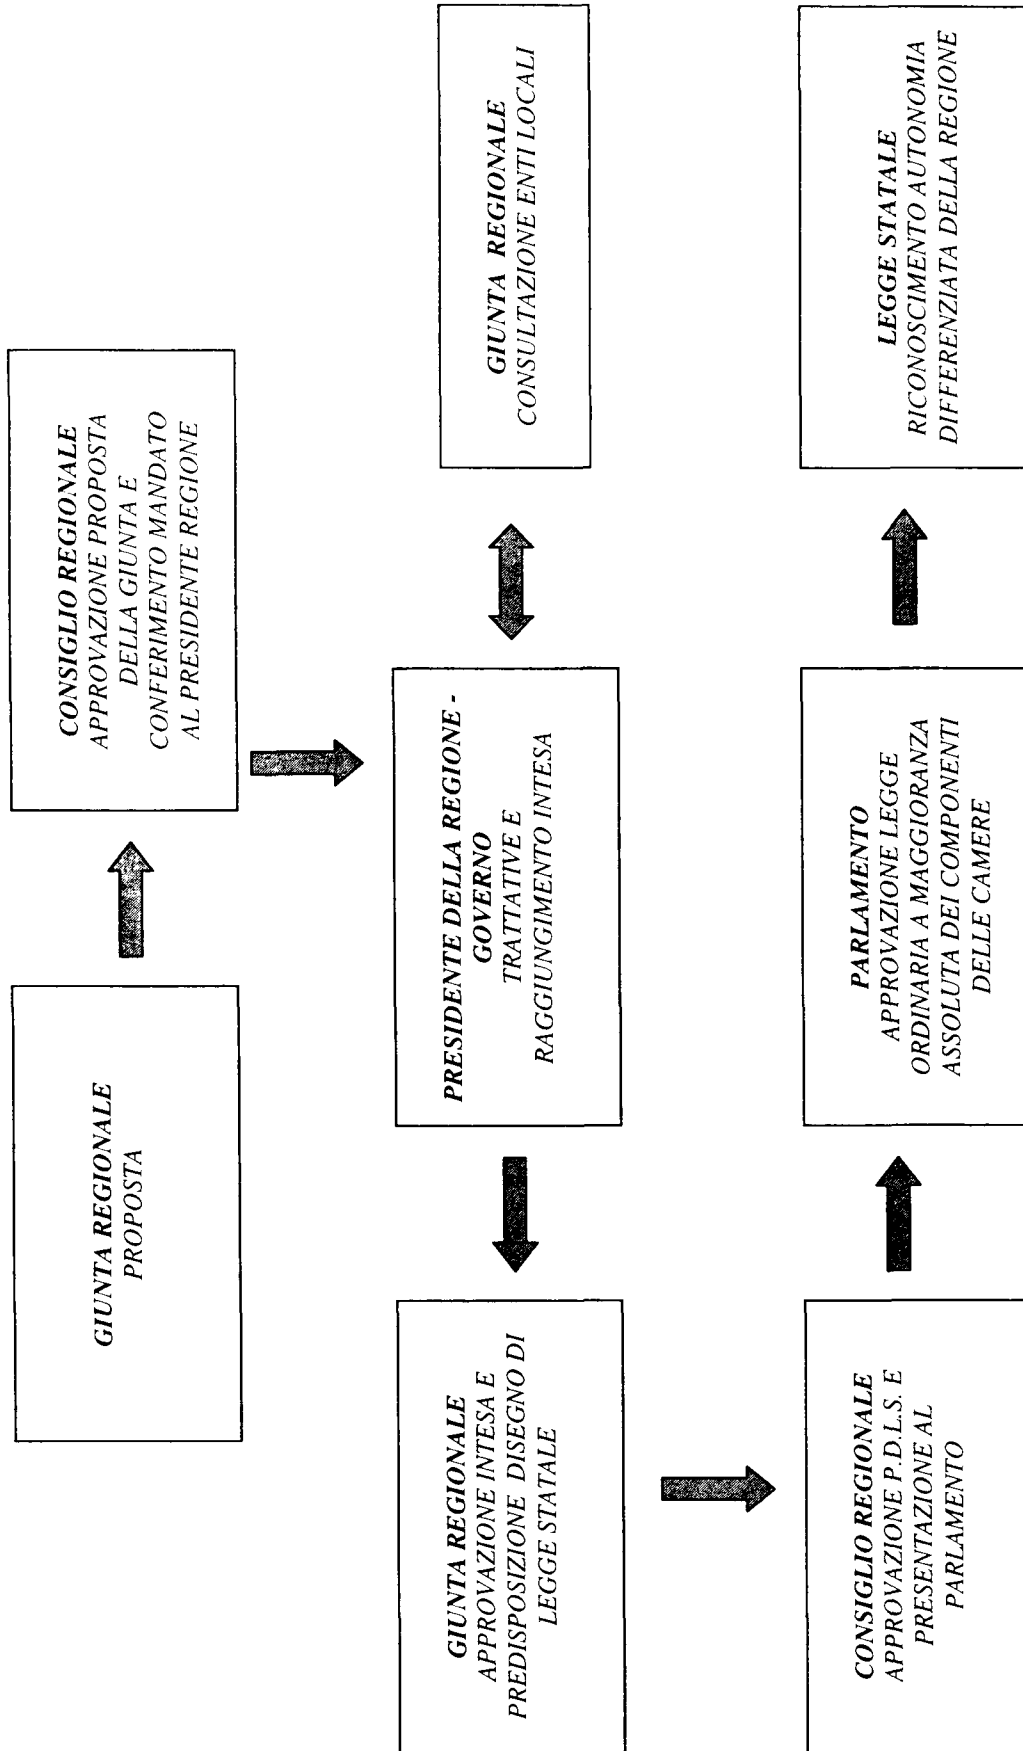 GIUNTA REGIONALE
PROPOSTA
CONSIGLIO REGIONALE
APPROVAZIONE PROPOSTA
DELLA GIUNTA E
CONFERIMENTO MANDATO
AL PRESIDENTE REGIONE
GIUNTA REGIONALE
APPROVAZIONE INTESA E
PREDISPOSIZIONE DISEGNO DI
LEGGE STATALE
PRESIDENTE DELLA REGIONE -
GOVERNO
TRATTATIVE E
RAGGIUNGIMENTO INTESA
GIUNTA REGIONALE
CONSULTAZIONE ENTI LOCALI
CONSIGLIO REGIONALE
APPROVAZIONE P.D.L.S. E
PRESENTAZIONE AL
PARLAMENTO
PARLAMENTO
APPROVAZIONE LEGGE
ORDINARIA A MAGGIORANZA
ASSOLUTA DEI COMPONENTI
DELLE CAMERE
LEGGE STATALE
RICONOSCIMENTO AUTONOMIA
DIFFERENZIATA DELLA REGIONE